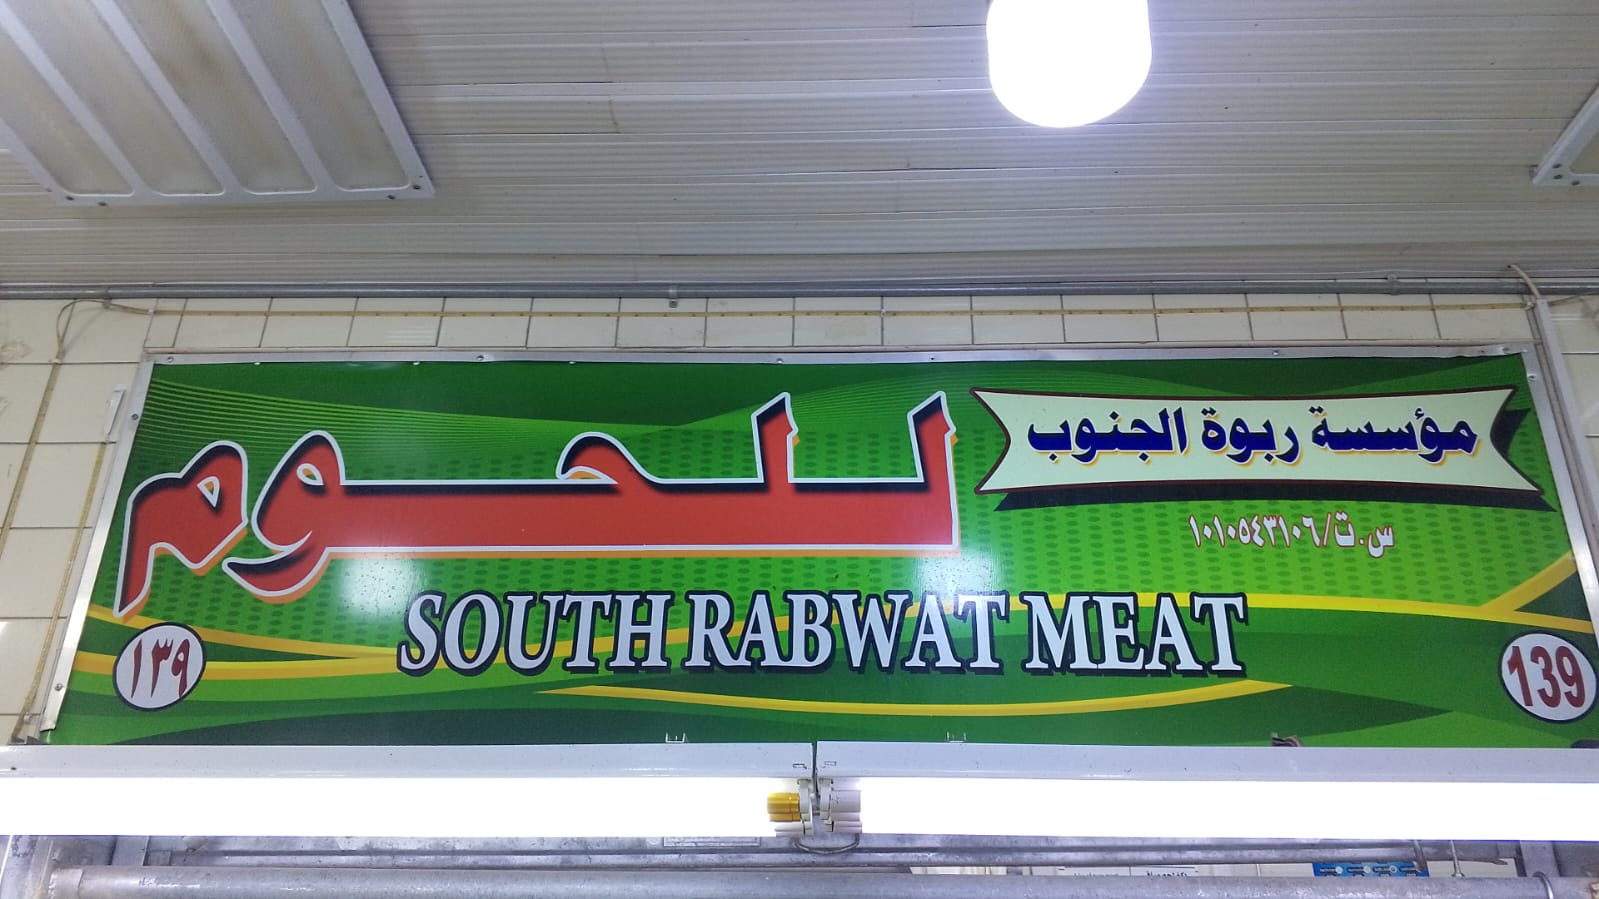 مؤسسة ربوة الجنوب
للحوم
س.ت/١٠١٠٥٤٣١٠٦
SOUTH RABWAT MEAT
١٣٩
139